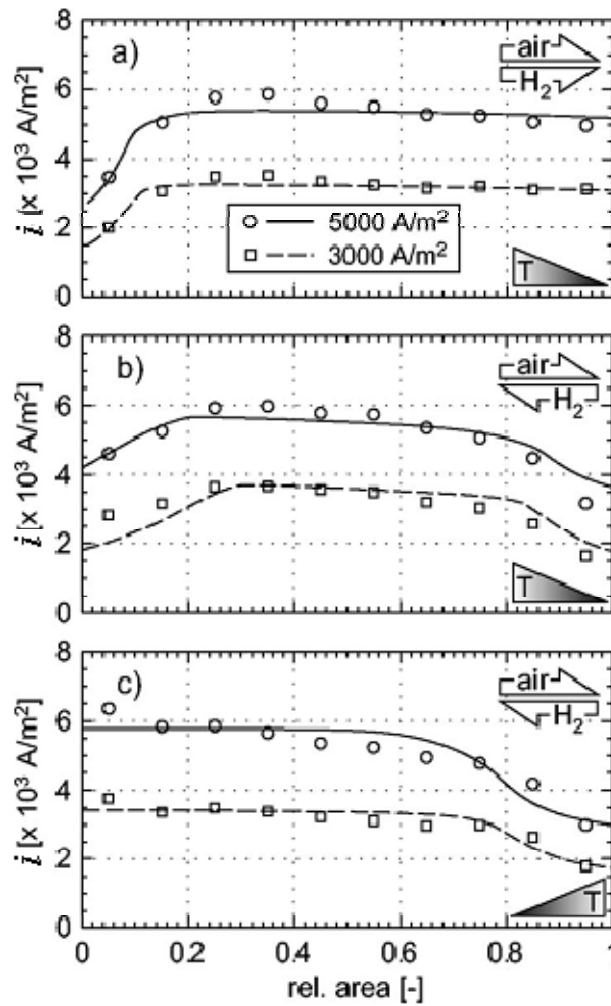 a)
air
H2
8
6
4
2
0
i [x 10³ A/m²]
5000 A/m²
3000 A/m²
T
b)
air
H2
8
6
4
2
0
i [x 10³ A/m²]
T
c)
air
H2
8
6
4
2
0
i [x 10³ A/m²]
T
0 0.2 0.4 0.6 0.8 1
rel. area [-]